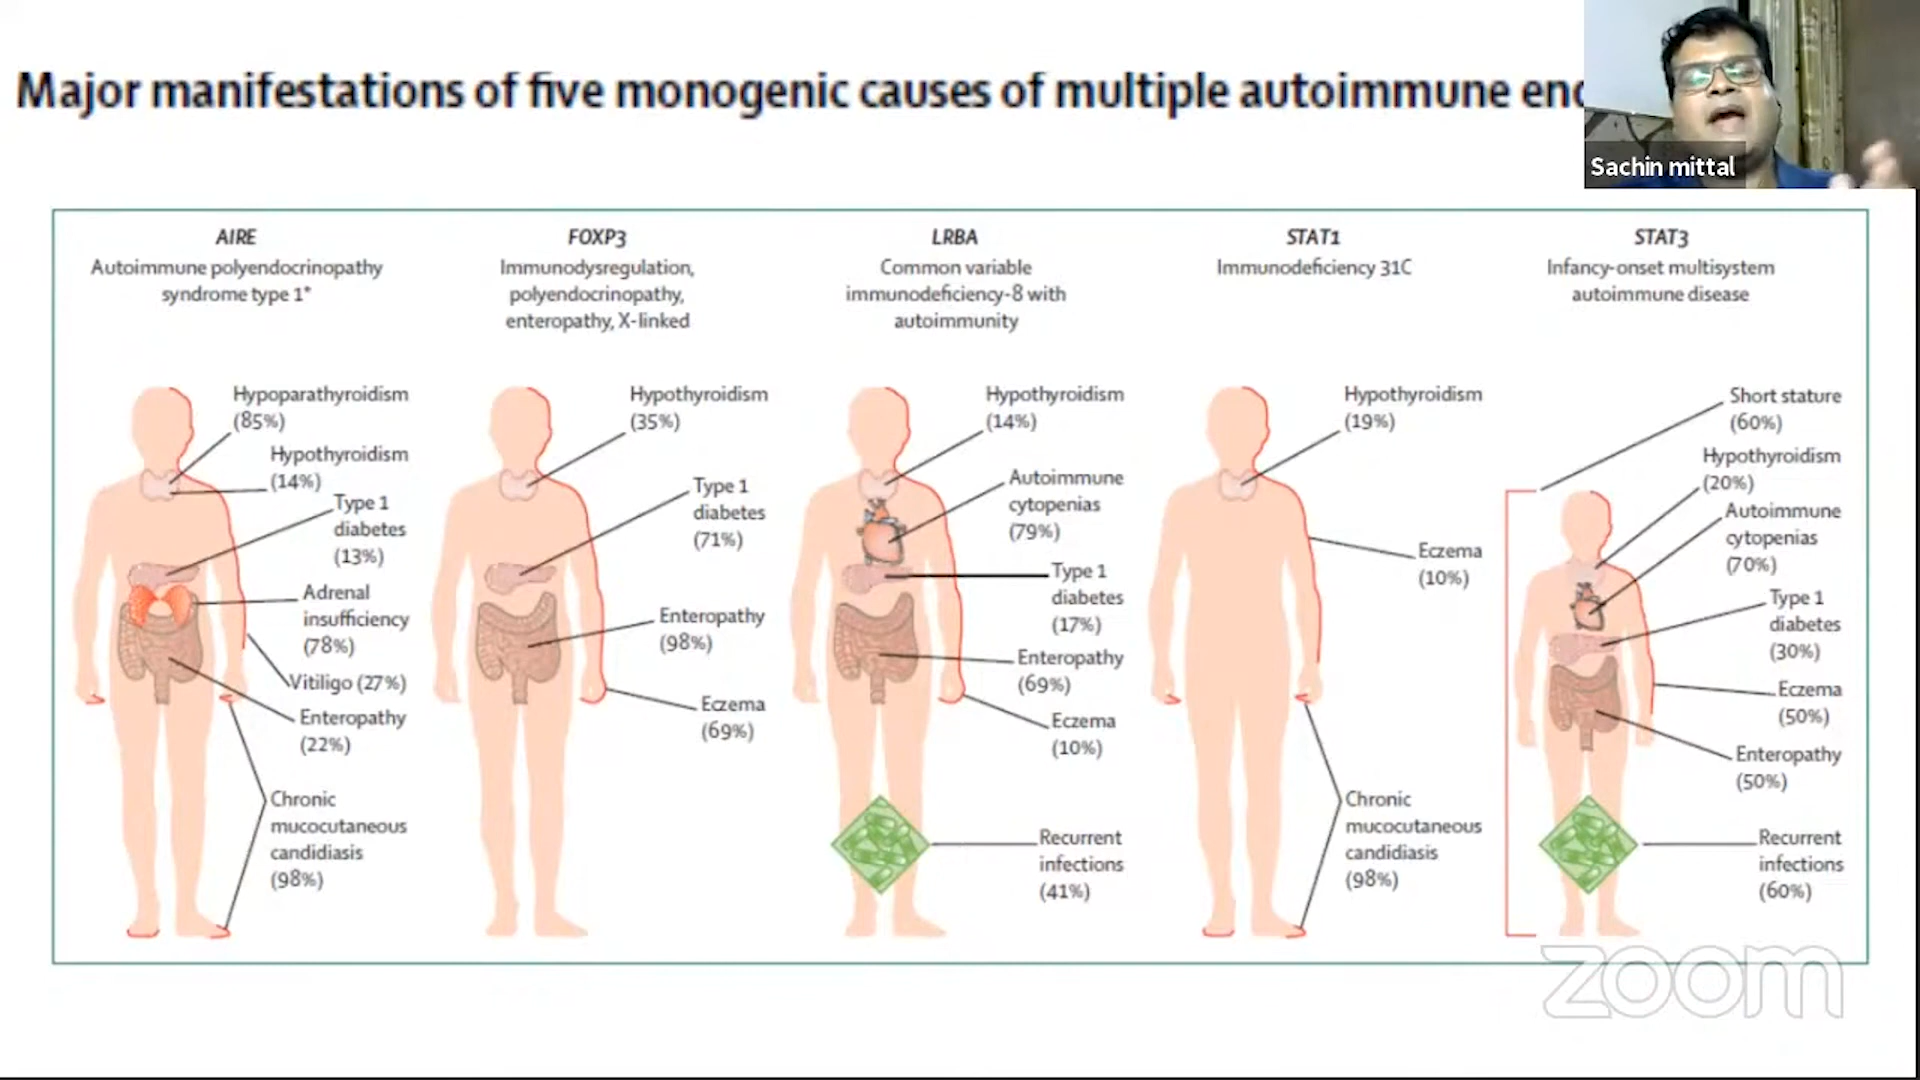 Major manifestations of five monogenic causes of multiple autoimmune
Sachin mittal
AIRE
Autoimmune polyendocrinopathy
syndrome type 1*
Hypoparathyroidism
(85%)
Hypothyroidism
(14%)
Type 1
diabetes
(13%)
Adrenal
insufficiency
(78%)
Vitiligo (27%)
Enteropathy
(22%)
Chronic
mucocutaneous
candidiasis
(98%)
FOXP3
Immunodysregulation,
polyendocrinopathy,
enteropathy, X-linked
Hypothyroidism
(35%)
Type 1
diabetes
(71%)
Enteropathy
(98%)
Eczema
(69%)
LRBA
Common variable
immunodeficiency-8 with
autoimmunity
Hypothyroidism
(14%)
Autoimmune
cytopenias
(79%)
Type 1
diabetes
(17%)
Enteropathy
(69%)
Eczema
(10%)
Recurrent
infections
(41%)
STAT1
Immunodeficiency 31C
Hypothyroidism
(19%)
Eczema
(10%)
Chronic
mucocutaneous
candidiasis
(98%)
STAT3
Infancy-onset multisystem
autoimmune disease
Short stature
(60%)
Hypothyroidism
(20%)
Autoimmune
cytopenias
(70%)
Type 1
diabetes
(30%)
Eczema
(50%)
Enteropathy
(50%)
Recurrent
infections
(60%)
zoom